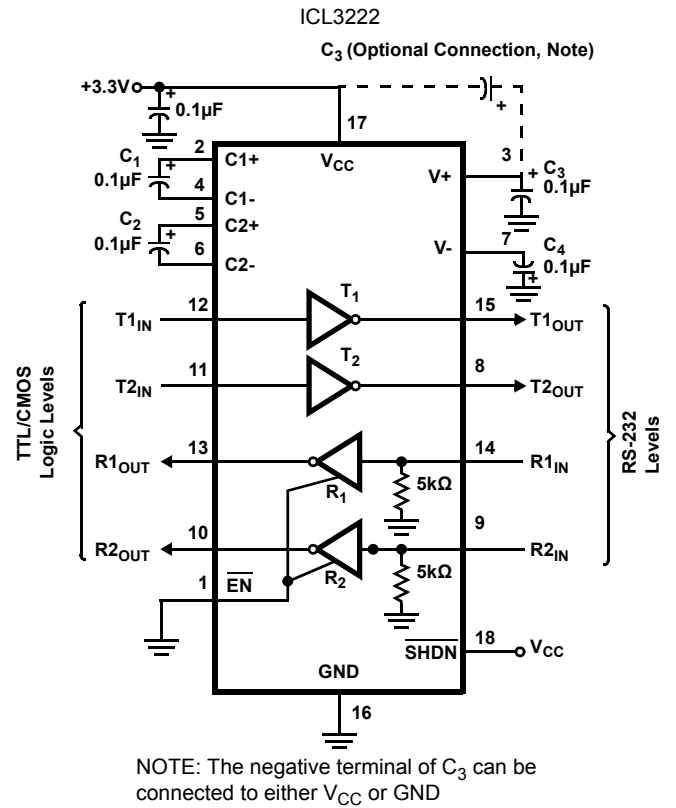 ICL3222
C3 (Optional Connection, Note)
+3.3V
+
0.1µF
+
17
2
C1+
VCC
3
C1
0.1µF
+
V+
+
C3
0.1µF
4
C1-
5
C2+
C2
0.1µF
+
V-
7
C4
0.1µF
+
6
C2-
T1IN
12
T1
15
T1OUT
T2IN
11
T2
8
T2OUT
TTL/CMOS
Logic Levels
RS-232
Levels
R1OUT
13
R1
14
R1IN
5kΩ
R2OUT
10
R2
9
R2IN
5kΩ
1
EN
SHDN
18
VCC
GND
16
NOTE: The negative terminal of C3 can be
connected to either VCC or GND